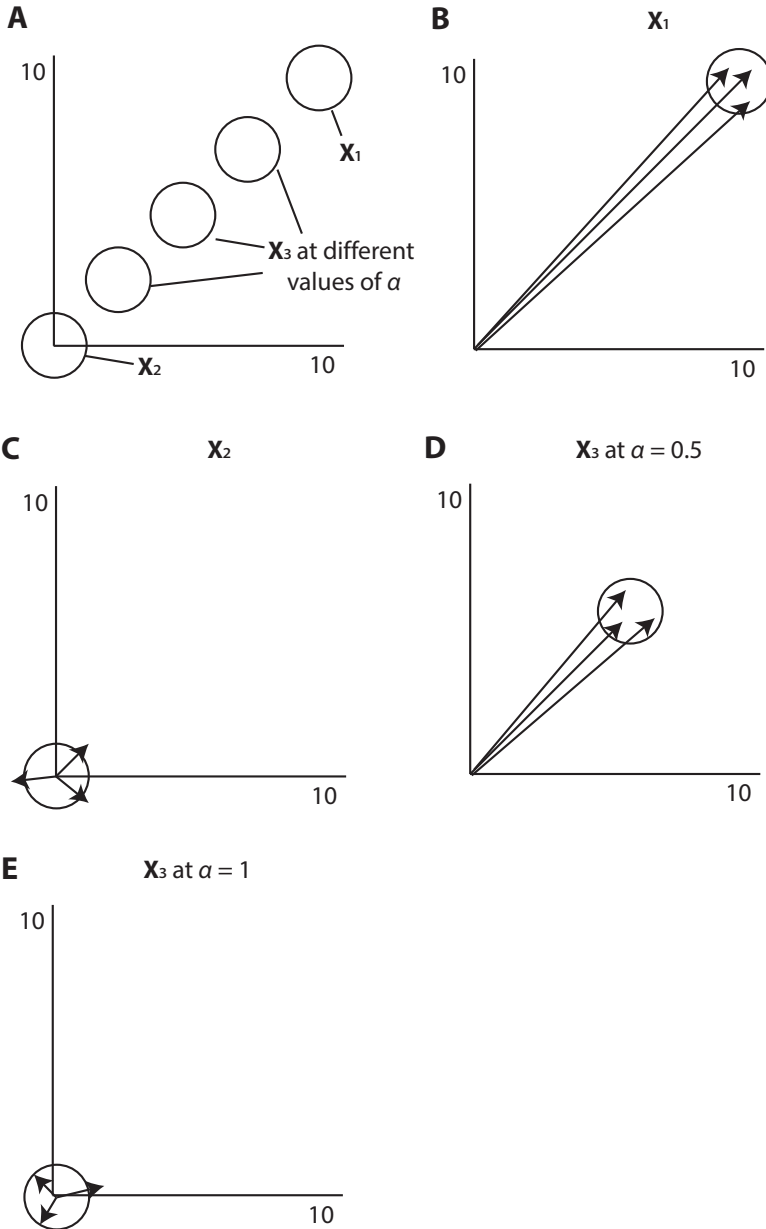 A
10
X1
X3 at different
values of α
X2
10
B
X1
10
10
C
X2
10
10
D
X3 at α = 0.5
10
10
E
X3 at α = 1
10
10